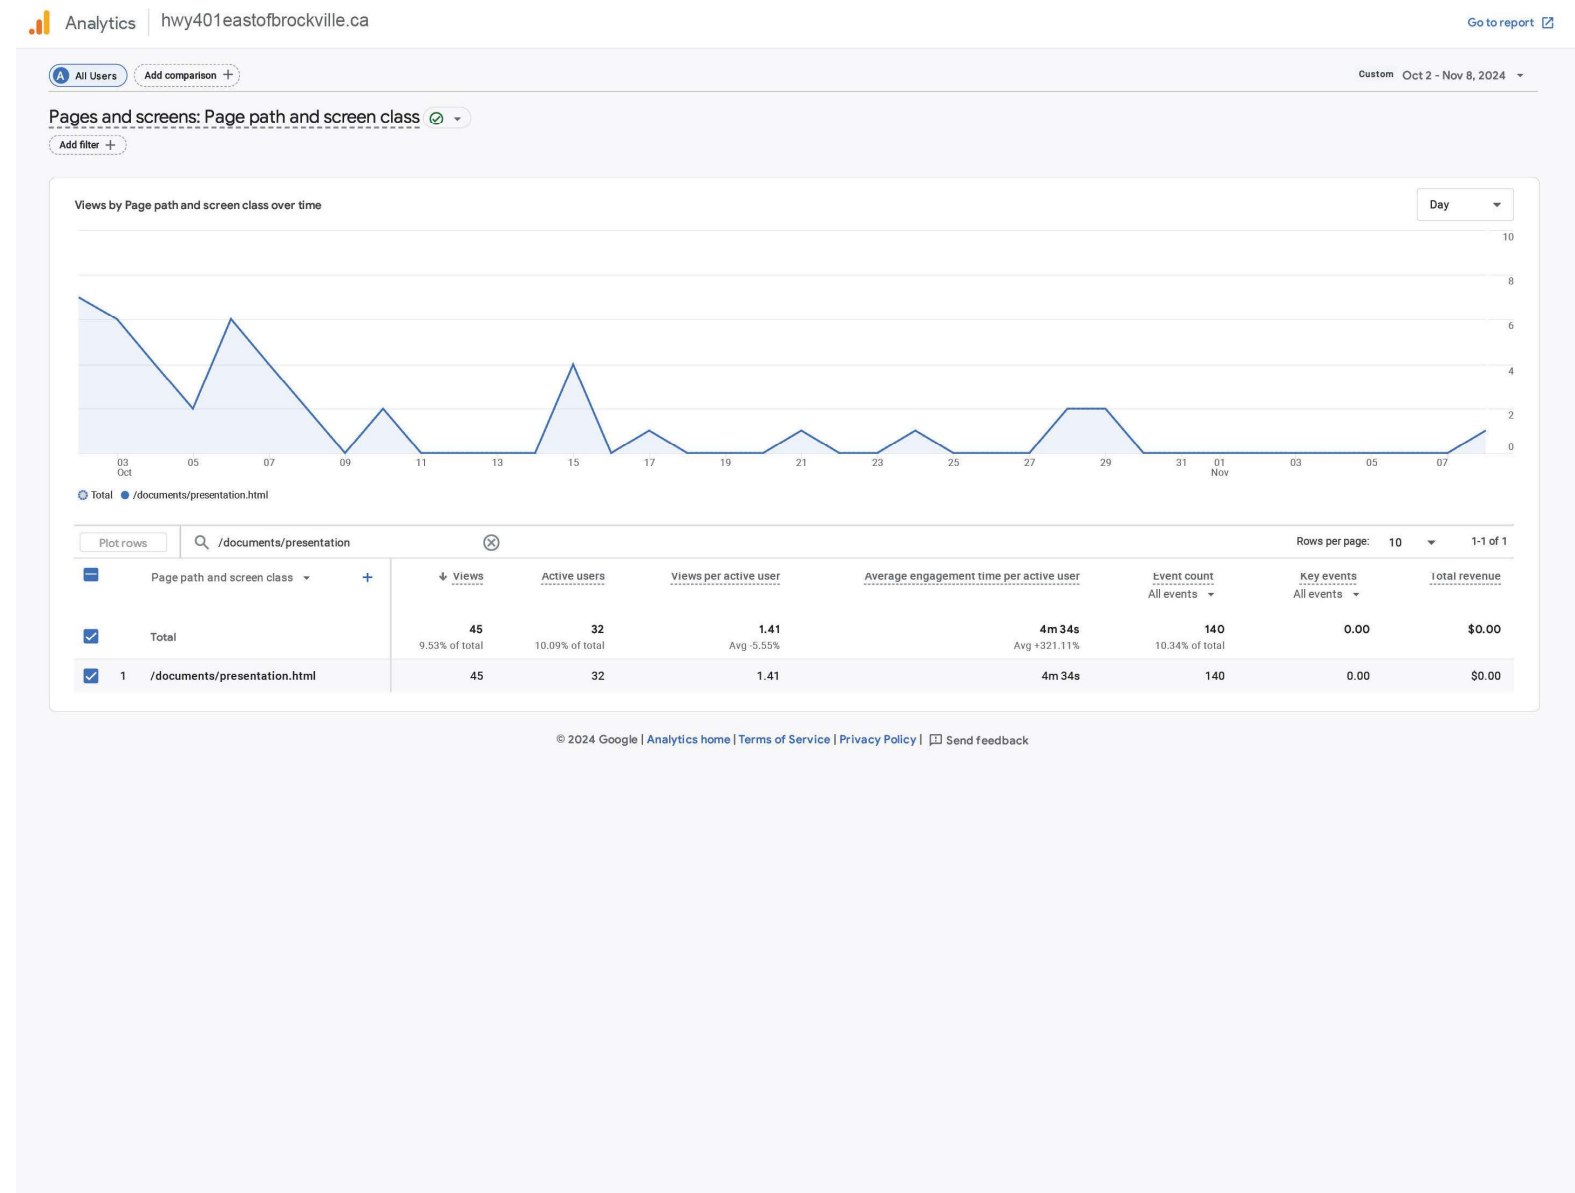 Analytics hwy401eastofbrockville.ca Go to report
A All Users Add comparison + Custom Oct 2 - Nov 8, 2024
Pages and screens: Page path and screen class
Add filter +
Views by Page path and screen class over time Day
10
8
6
4
2
0
03 05 07 09 11 13 15 17 19 21 23 25 27 29 31 01 03 05 07
Oct Nov
Total /documents/presentation.html
Plot rows /documents/presentation Rows per page: 10 1-1 of 1
Page path and screen class + Views Active users Views per active user Average engagement time per active user Event count Key events Total revenue
All events All events
Total 45 32 1.41 4m 34s 140 0.00 $0.00
9.53% of total 10.09% of total Avg -5.55% Avg +321.11% 10.34% of total
1 /documents/presentation.html 45 32 1.41 4m 34s 140 0.00 $0.00
© 2024 Google | Analytics home | Terms of Service | Privacy Policy | Send feedback